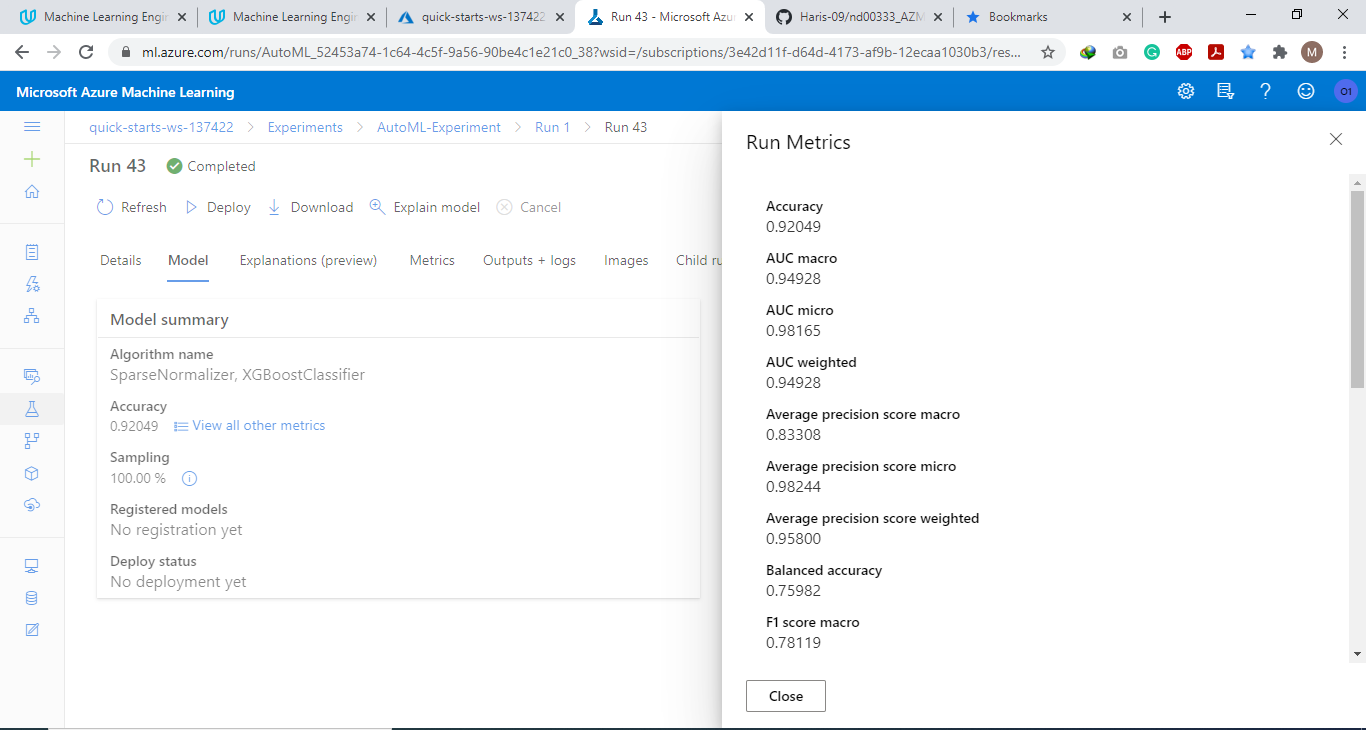 Machine Learning Engin
Machine Learning Engin
quick-starts-ws-137422
Run 43 - Microsoft Azu
Haris-09/nd00333_AZM
Bookmarks
ml.azure.com/runs/AutoML_52453a74-1c64-4c5f-9a56-90be4c1e21c0_38?wsid=/subscriptions/3e42d11f-d64d-4173-af9b-12ecaa1030b3/res...
ABP
M
Microsoft Azure Machine Learning
O1
quick-starts-ws-137422 > Experiments > AutoML-Experiment > Run 1 > Run 43
Run 43 Completed
Refresh Deploy Download Explain model Cancel
Details Model Explanations (preview) Metrics Outputs + logs Images Child ru
Model summary
Algorithm name
SparseNormalizer, XGBoostClassifier
Accuracy
0.92049 View all other metrics
Sampling
100.00 %
Registered models
No registration yet
Deploy status
No deployment yet
Run Metrics
Accuracy
0.92049
AUC macro
0.94928
AUC micro
0.98165
AUC weighted
0.94928
Average precision score macro
0.83308
Average precision score micro
0.98244
Average precision score weighted
0.95800
Balanced accuracy
0.75982
F1 score macro
0.78119
Close